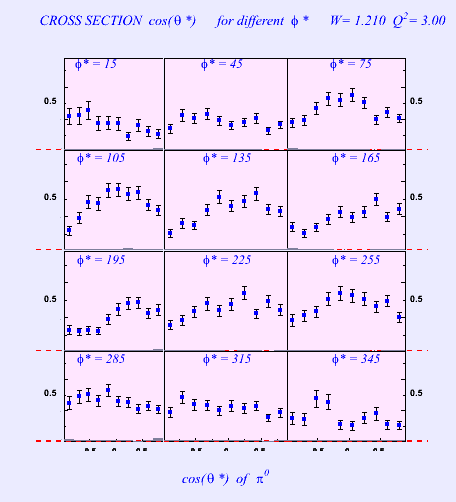 CROSS SECTION cos(θ*) for different ϕ* W= 1.210 Q²= 3.00
ϕ* = 15 ϕ* = 45 ϕ* = 75
0.5 0.5
ϕ* = 105 ϕ* = 135 ϕ* = 165
0.5 0.5
ϕ* = 195 ϕ* = 225 ϕ* = 255
0.5 0.5
ϕ* = 285 ϕ* = 315 ϕ* = 345
0.5 0.5
cos(θ*) of π⁰